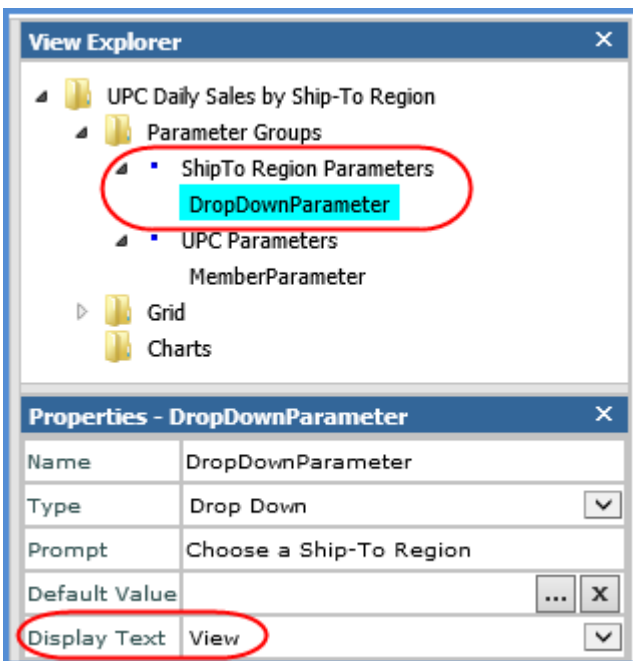 View Explorer X
UPC Daily Sales by Ship-To Region
Parameter Groups
ShipTo Region Parameters
DropDownParameter
UPC Parameters
MemberParameter
Grid
Charts
Properties - DropDownParameter X
Name DropDownParameter
Type Drop Down
Prompt Choose a Ship-To Region
Default Value ... X
Display Text View